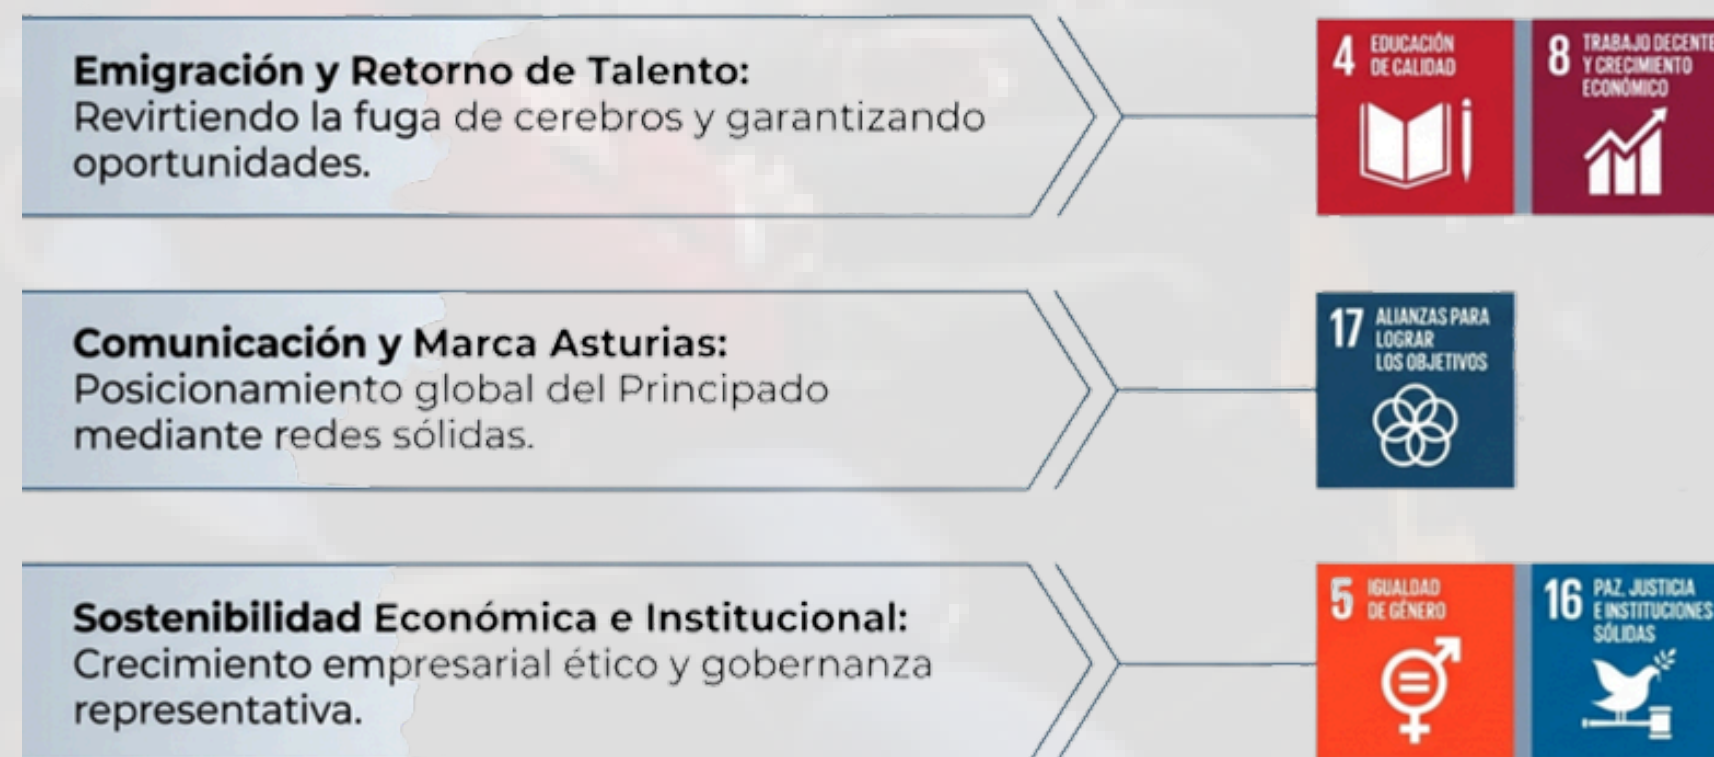 Emigración y Retorno de Talento:
Revirtiendo la fuga de cerebros y garantizando
oportunidades.
4 EDUCACIÓN
DE CALIDAD
8 TRABAJO DECENTE
Y CRECIMIENTO
ECONÓMICO
Comunicación y Marca Asturias:
Posicionamiento global del Principado
mediante redes sólidas.
17 ALIANZAS PARA
LOGRAR
LOS OBJETIVOS
Sostenibilidad Económica e Institucional:
Crecimiento empresarial ético y gobernanza
representativa.
5 IGUALDAD
DE GÉNERO
16 PAZ, JUSTICIA
E INSTITUCIONES
SÓLIDAS